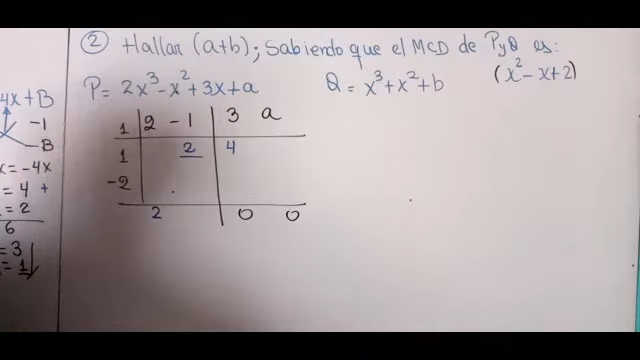 ② Hallar (a+b); Sabiendo que el MCD de P y Q es:
P = 2x³ - x² + 3x + a   Q = x³ + x² + b   (x² - x + 2)
4x + B
-1
B
x = -4x
= 4 +
= 2
6
= 3
= 1
1 | 2 -1 | 3 a
1 | 2 | 4
-2
2 | 0 0